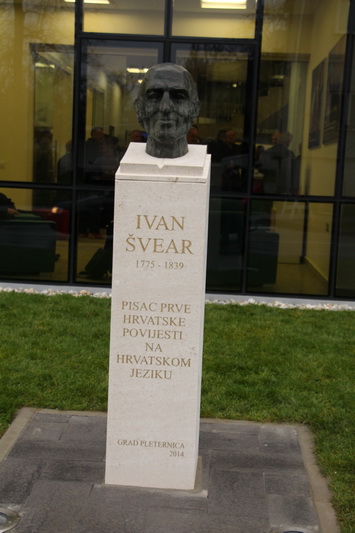 IVAN
ŠVEAR
1775 - 1839
PISAC PRVE
HRVATSKE
POVIJESTI
NA
HRVATSKOM
JEZIKU
GRAD PLETERNICA
2014.